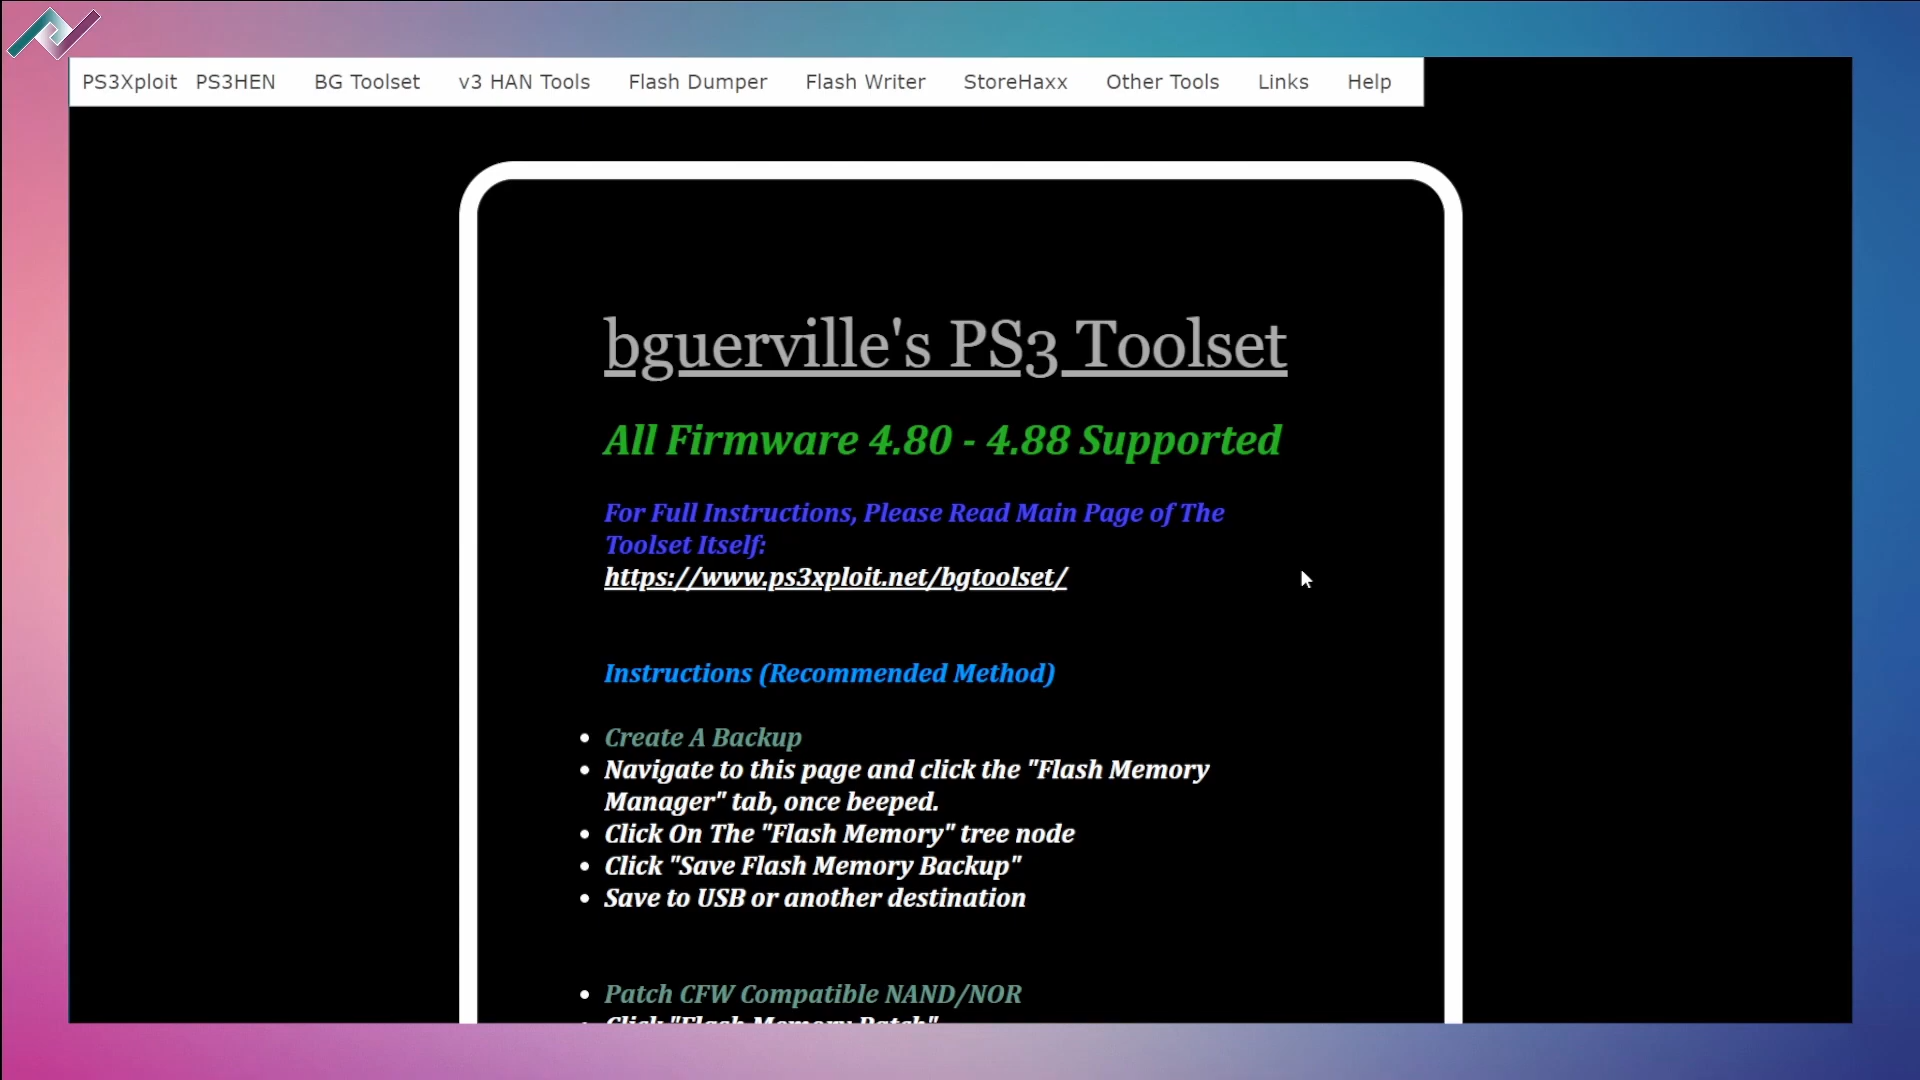 PS3Xploit PS3HEN BG Toolset v3 HAN Tools Flash Dumper Flash Writer StoreHaxx Other Tools Links Help
bguerville's PS3 Toolset
All Firmware 4.80 - 4.88 Supported
For Full Instructions, Please Read Main Page of The
Toolset Itself:
https://www.ps3xploit.net/bgtoolset/
Instructions (Recommended Method)
Create A Backup
Navigate to this page and click the "Flash Memory
Manager" tab, once beeped.
Click On The "Flash Memory" tree node
Click "Save Flash Memory Backup"
Save to USB or another destination
Patch CFW Compatible NAND/NOR
Click "Flash Memory Patch"